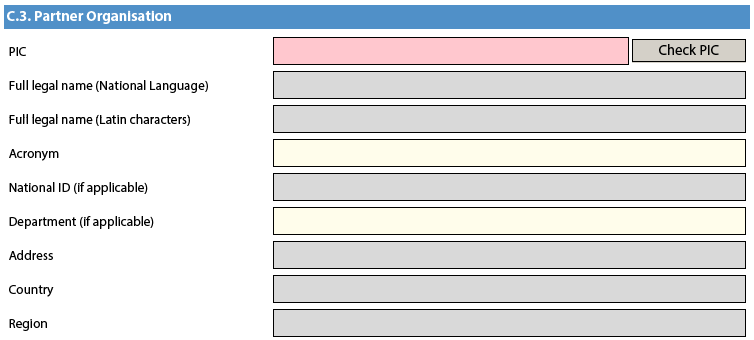 C.3. Partner Organisation
PIC
Check PIC
Full legal name (National Language)
Full legal name (Latin characters)
Acronym
National ID (if applicable)
Department (if applicable)
Address
Country
Region